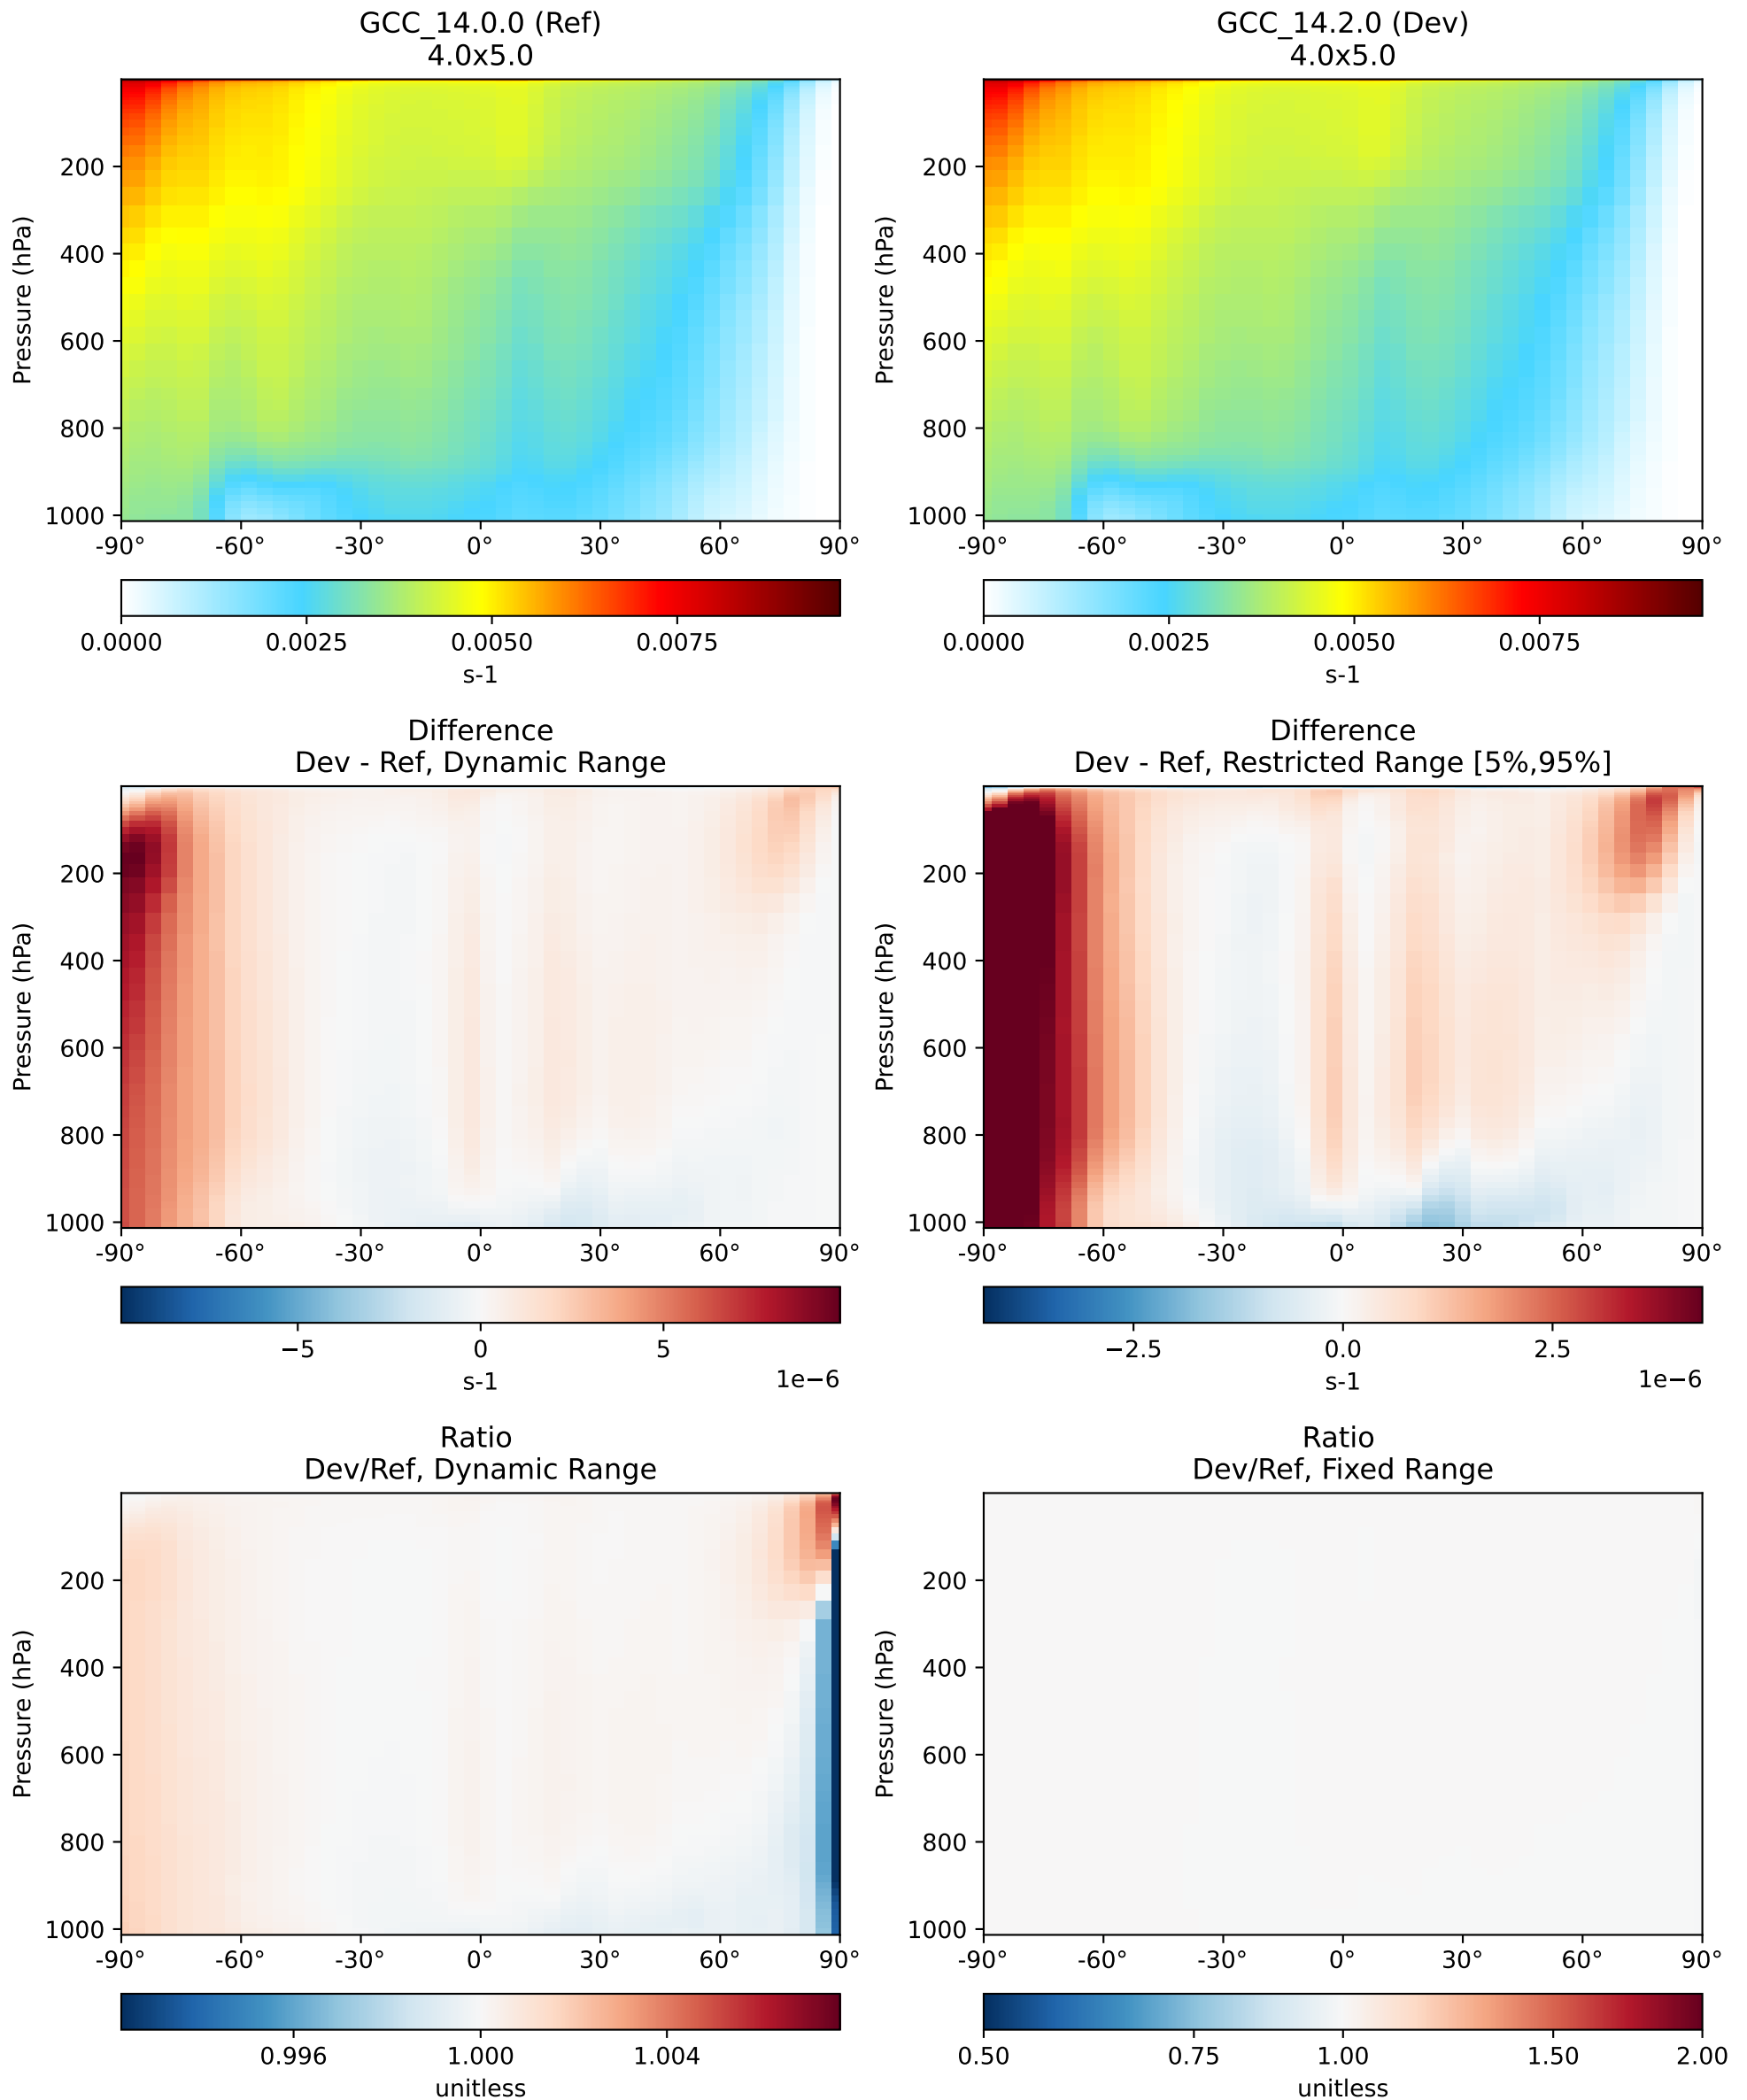 GCC_14.0.0 (Ref)
4.0x5.0
Pressure (hPa)
200
400
600
800
1000
-90° -60° -30° 0° 30° 60° 90°
0.0000 0.0025 0.0050 0.0075
s-1
GCC_14.2.0 (Dev)
4.0x5.0
Pressure (hPa)
200
400
600
800
1000
-90° -60° -30° 0° 30° 60° 90°
0.0000 0.0025 0.0050 0.0075
s-1
Difference
Dev - Ref, Dynamic Range
Pressure (hPa)
200
400
600
800
1000
-90° -60° -30° 0° 30° 60° 90°
−5 0 5
s-1 1e−6
Difference
Dev - Ref, Restricted Range [5%,95%]
Pressure (hPa)
200
400
600
800
1000
-90° -60° -30° 0° 30° 60° 90°
−2.5 0.0 2.5
s-1 1e−6
Ratio
Dev/Ref, Dynamic Range
Pressure (hPa)
200
400
600
800
1000
-90° -60° -30° 0° 30° 60° 90°
0.996 1.000 1.004
unitless
Ratio
Dev/Ref, Fixed Range
Pressure (hPa)
200
400
600
800
1000
-90° -60° -30° 0° 30° 60° 90°
0.50 0.75 1.00 1.50 2.00
unitless